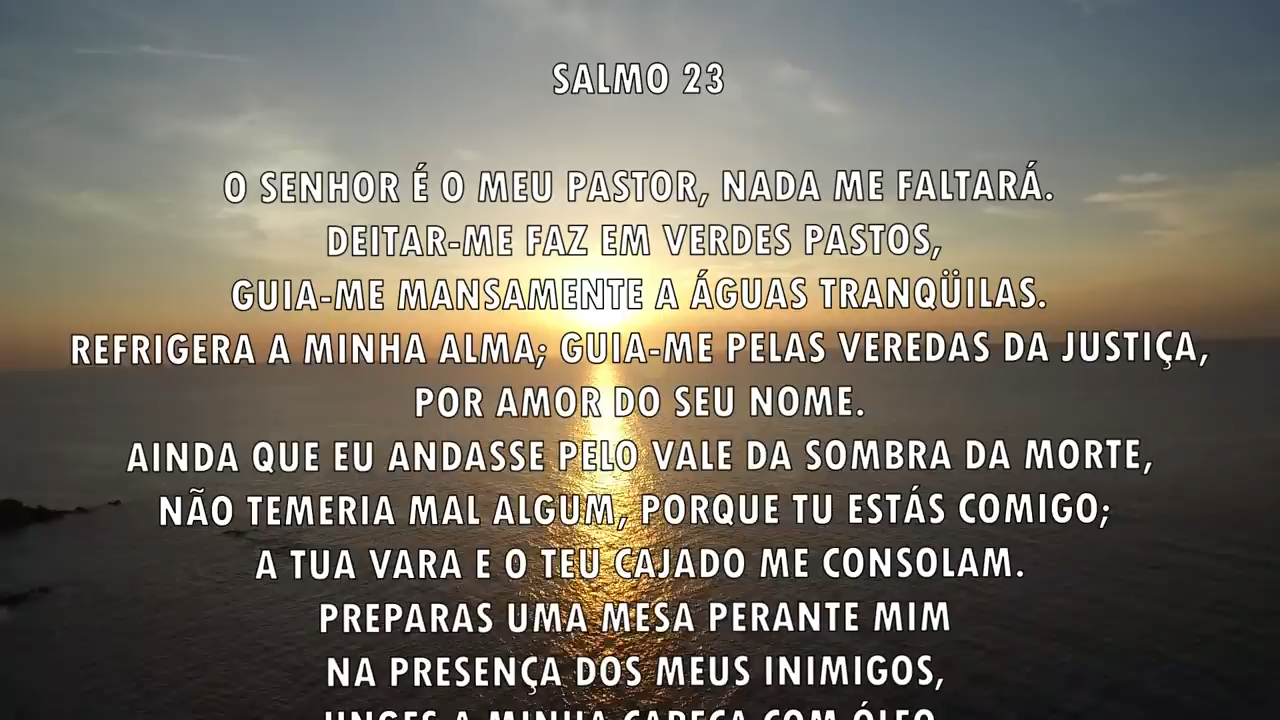 SALMO 23
O SENHOR É O MEU PASTOR, NADA ME FALTARÁ.
DEITAR-ME FAZ EM VERDES PASTOS,
GUIA-ME MANSAMENTE A ÁGUAS TRANQÜILAS.
REFRIGERA A MINHA ALMA; GUIA-ME PELAS VEREDAS DA JUSTIÇA,
POR AMOR DO SEU NOME.
AINDA QUE EU ANDASSE PELO VALE DA SOMBRA DA MORTE,
NÃO TEMERIA MAL ALGUM, PORQUE TU ESTÁS COMIGO;
A TUA VARA E O TEU CAJADO ME CONSOLAM.
PREPARAS UMA MESA PERANTE MIM
NA PRESENÇA DOS MEUS INIMIGOS,
UNGES A MINHA CABEÇA COM ÓLEO